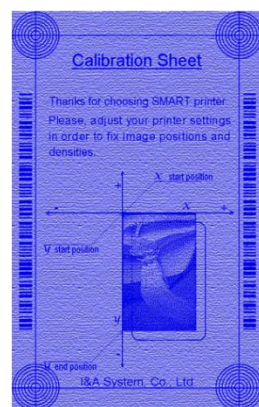 Calibration Sheet
Thanks for choosing SMART printer
Please, adjust your printer settings
in order to fix image positions and
densities.
X start position
+
- X +
Y start position
Y
Y end position
-
I&A System, Co., Ltd.